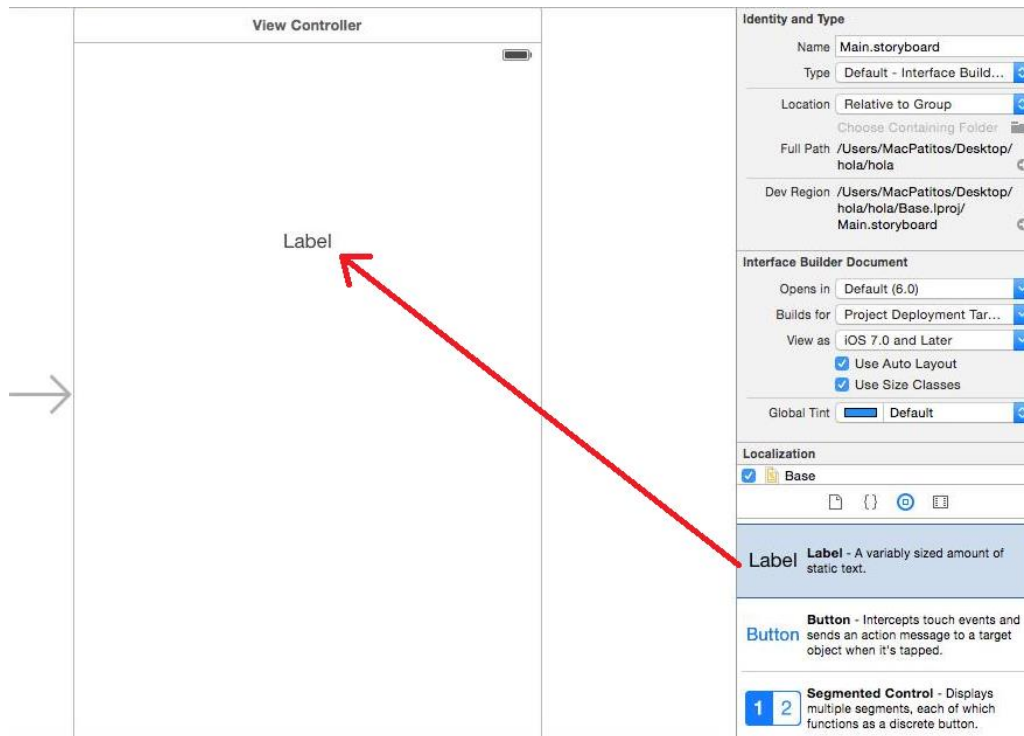 View Controller
Label
Identity and Type
Name Main.storyboard
Type Default - Interface Build...
Location Relative to Group
Choose Containing Folder
Full Path /Users/MacPatitos/Desktop/
hola/hola
Dev Region /Users/MacPatitos/Desktop/
hola/hola/Base.lproj/
Main.storyboard
Interface Builder Document
Opens in Default (6.0)
Builds for Project Deployment Tar...
View as iOS 7.0 and Later
Use Auto Layout
Use Size Classes
Global Tint Default
Localization
Base
{}
Label
Label - A variably sized amount of
static text.
Button
Button - Intercepts touch events and
sends an action message to a target
object when it's tapped.
1 2
Segmented Control - Displays
multiple segments, each of which
functions as a discrete button.